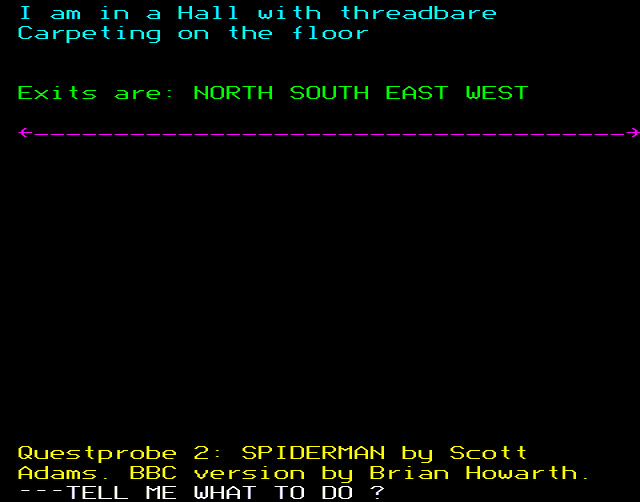 I am in a Hall with threadbare
Carpeting on the floor
Exits are: NORTH SOUTH EAST WEST
Questprobe 2: SPIDERMAN by Scott
Adams. BBC version by Brian Howarth.
---TELL ME WHAT TO DO ?